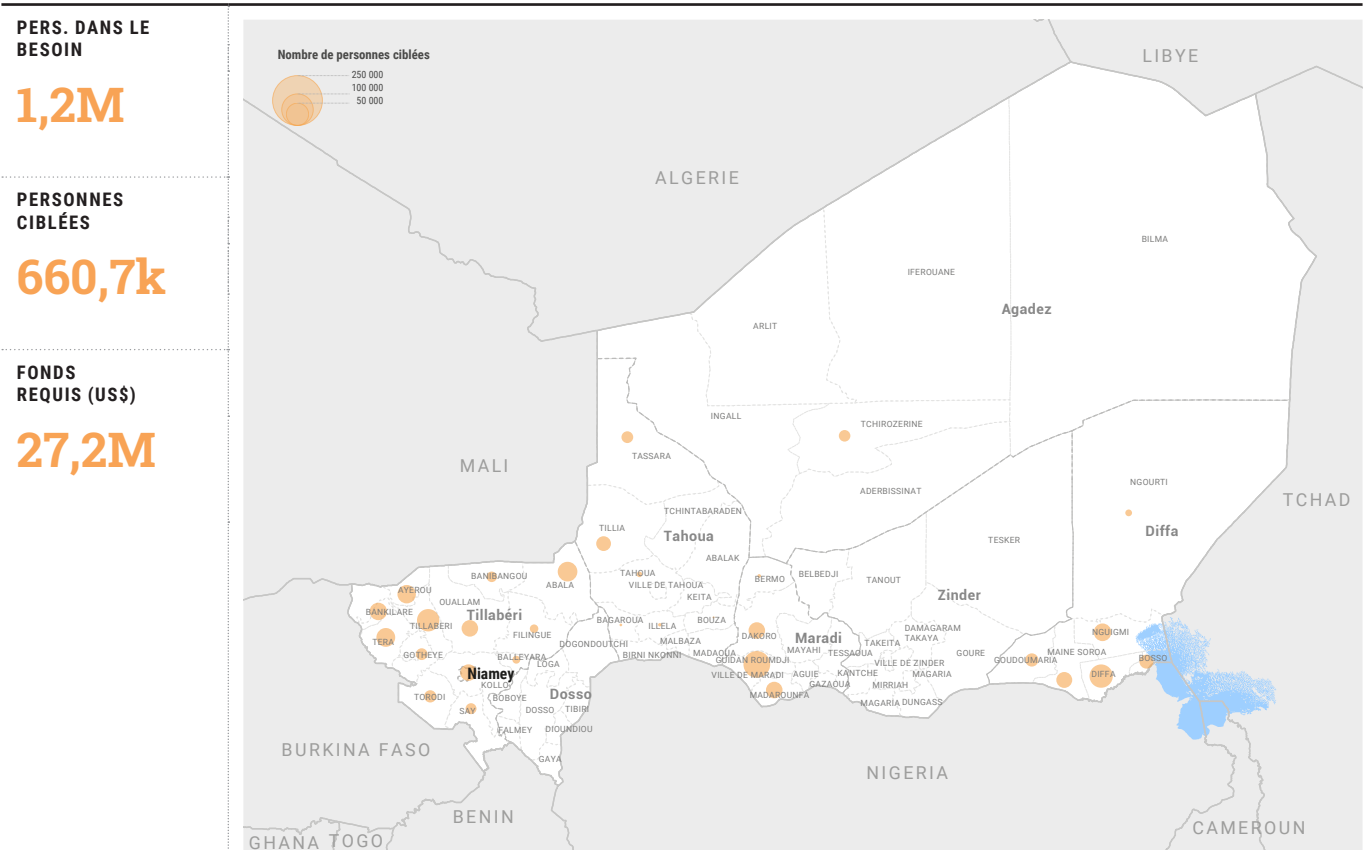 PERS. DANS LE
BESOIN
1,2M
PERSONNES
CIBLÉES
660,7k
FONDS
REQUIS (US$)
27,2M
Nombre de personnes ciblées
250 000
100 000
50 000
LIBYE
ALGERIE
BILMA
IFEROUANE
Agadez
ARLIT
INGALL
TCHIROZERINE
TASSARA
MALI
NGOURTI
ADERBISSINAT
TCHAD
TCHINTABARADEN
TILLIA
Tahoua
Diffa
TESKER
ABALAK
TAHOUA
BANIBANGOU
ABALA
VILLE DE TAHOUA
BERMO
BELBEDJI
TANOUT
AYEROU
KEITA
Zinder
OUALLAM
BANKILARE
Tillabéri
TILLABERI
BAGAROUA
ILLELA
BOUZA
FILINGUE
DAMAGARAM
TAKAYA
NGUIGMI
TERA
DOGONDOUTCHI
MALBAZA
DAKORO
Maradi
TAKEITA
MAYAHI
TESSAOUA
GOURE
MAINE SOROA
GOTHEYE
BALLEYARA
BIRNI NKONNI
MADAOUA
GUIDAN ROUMDJI
GOUDOUMARIA
BOSSO
LOGA
VILLE DE ZINDER
Niamey
VILLE DE MARADI
AGUIE
KANTCHE
MAGARIA
DIFFA
KOLLO
GAZAOUA
MIRRIAH
TORODI
BOBOYE
Dosso
MADAROUNFA
MAGARIA
DUNGASS
SAY
DOSSO
TIBIRI
FALMEY
DIOUNDIOU
BURKINA FASO
GAYA
NIGERIA
BENIN
CAMEROUN
GHANA
TOGO